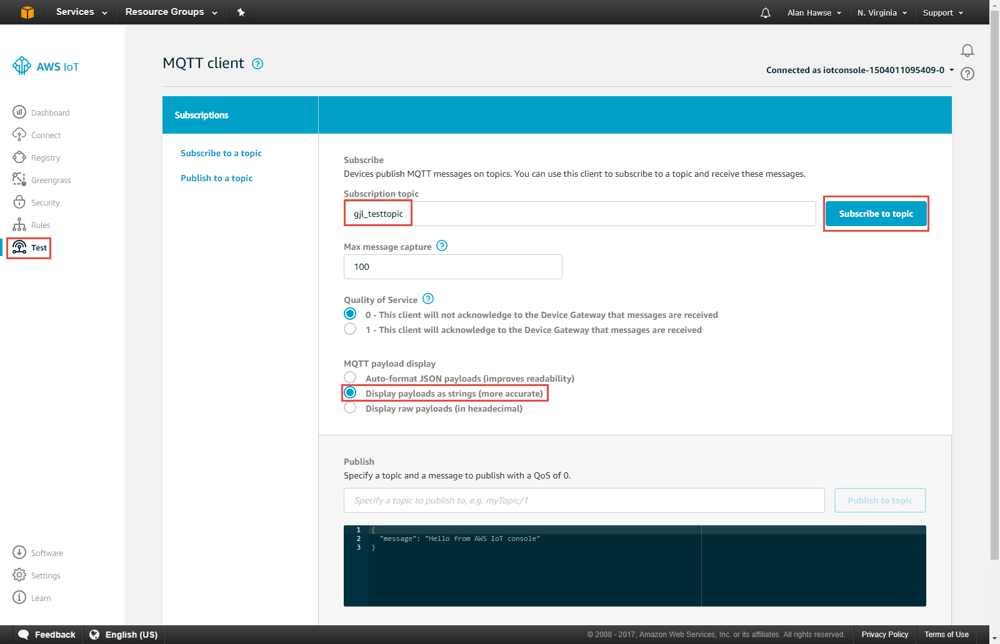 Services Resource Groups Alan Hawse N. Virginia Support
AWS IoT
Dashboard
Connect
Registry
Greengrass
Security
Rules
Test
Software
Settings
Learn
MQTT client ?
Connected as iotconsole-1504011095409-0
?
Subscriptions
Subscribe to a topic
Publish to a topic
Subscribe
Devices publish MQTT messages on topics. You can use this client to subscribe to a topic and receive these messages.
Subscription topic
gjl_testtopic
Subscribe to topic
Max message capture ?
100
Quality of Service ?
0 - This client will not acknowledge to the Device Gateway that messages are received
1 - This client will acknowledge to the Device Gateway that messages are received
MQTT payload display
Auto-format JSON payloads (improves readability)
Display payloads as strings (more accurate)
Display raw payloads (in hexadecimal)
Publish
Specify a topic and a message to publish with a QoS of 0.
Specify a topic to publish to, e.g. myTopic/1
Publish to topic
1 {
2 "message": "Hello from AWS IoT console"
3 }
Feedback English (US) © 2008 - 2017, Amazon Web Services, Inc. or its affiliates. All rights reserved. Privacy Policy Terms of Use